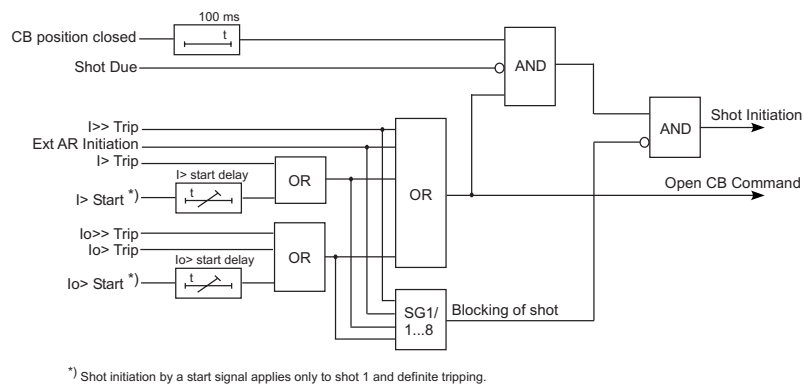 100 ms
CB position closed
t
Shot Due
AND
I>> Trip
Ext AR Initiation
I> Trip
I> start delay
I> Start *)
t
OR
Io>> Trip
Io> Trip
Io> start delay
Io> Start *)
t
OR
OR
AND
Shot Initiation
Open CB Command
SG1/
1...8
Blocking of shot
*) Shot initiation by a start signal applies only to shot 1 and definite tripping.